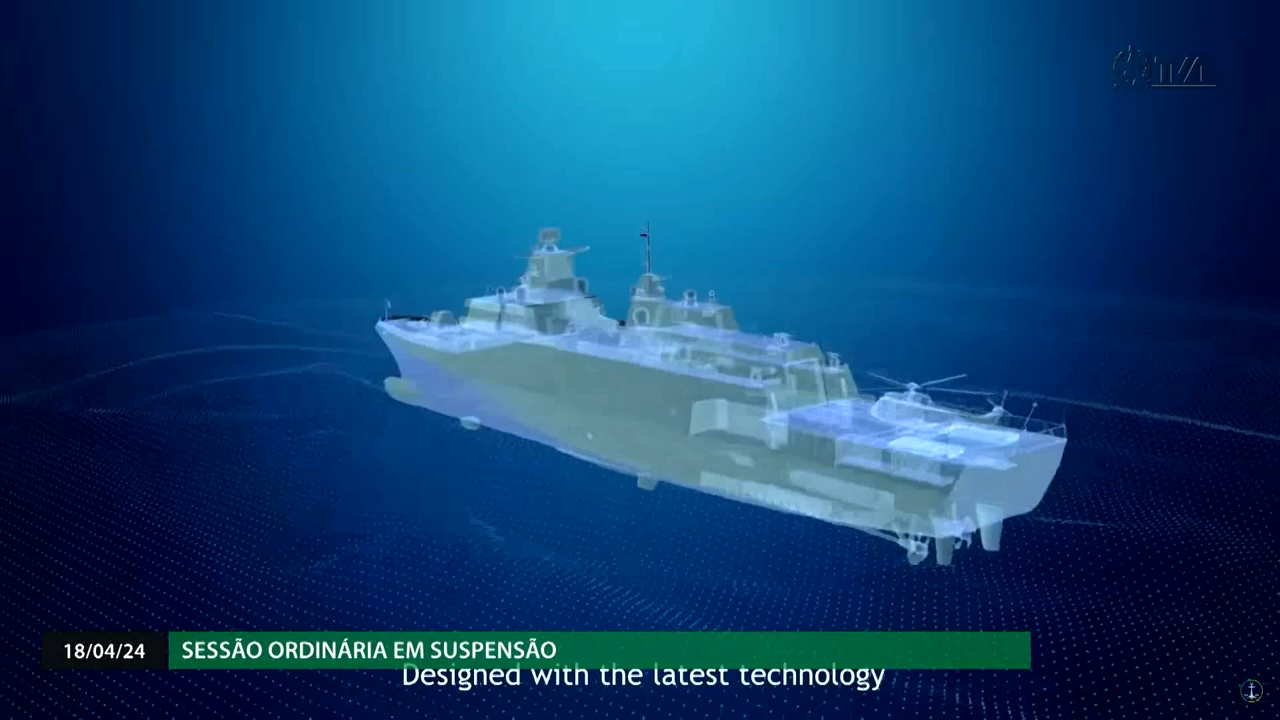 18/04/24 SESSÃO ORDINÁRIA EM SUSPENSÃO
Designed with the latest technology